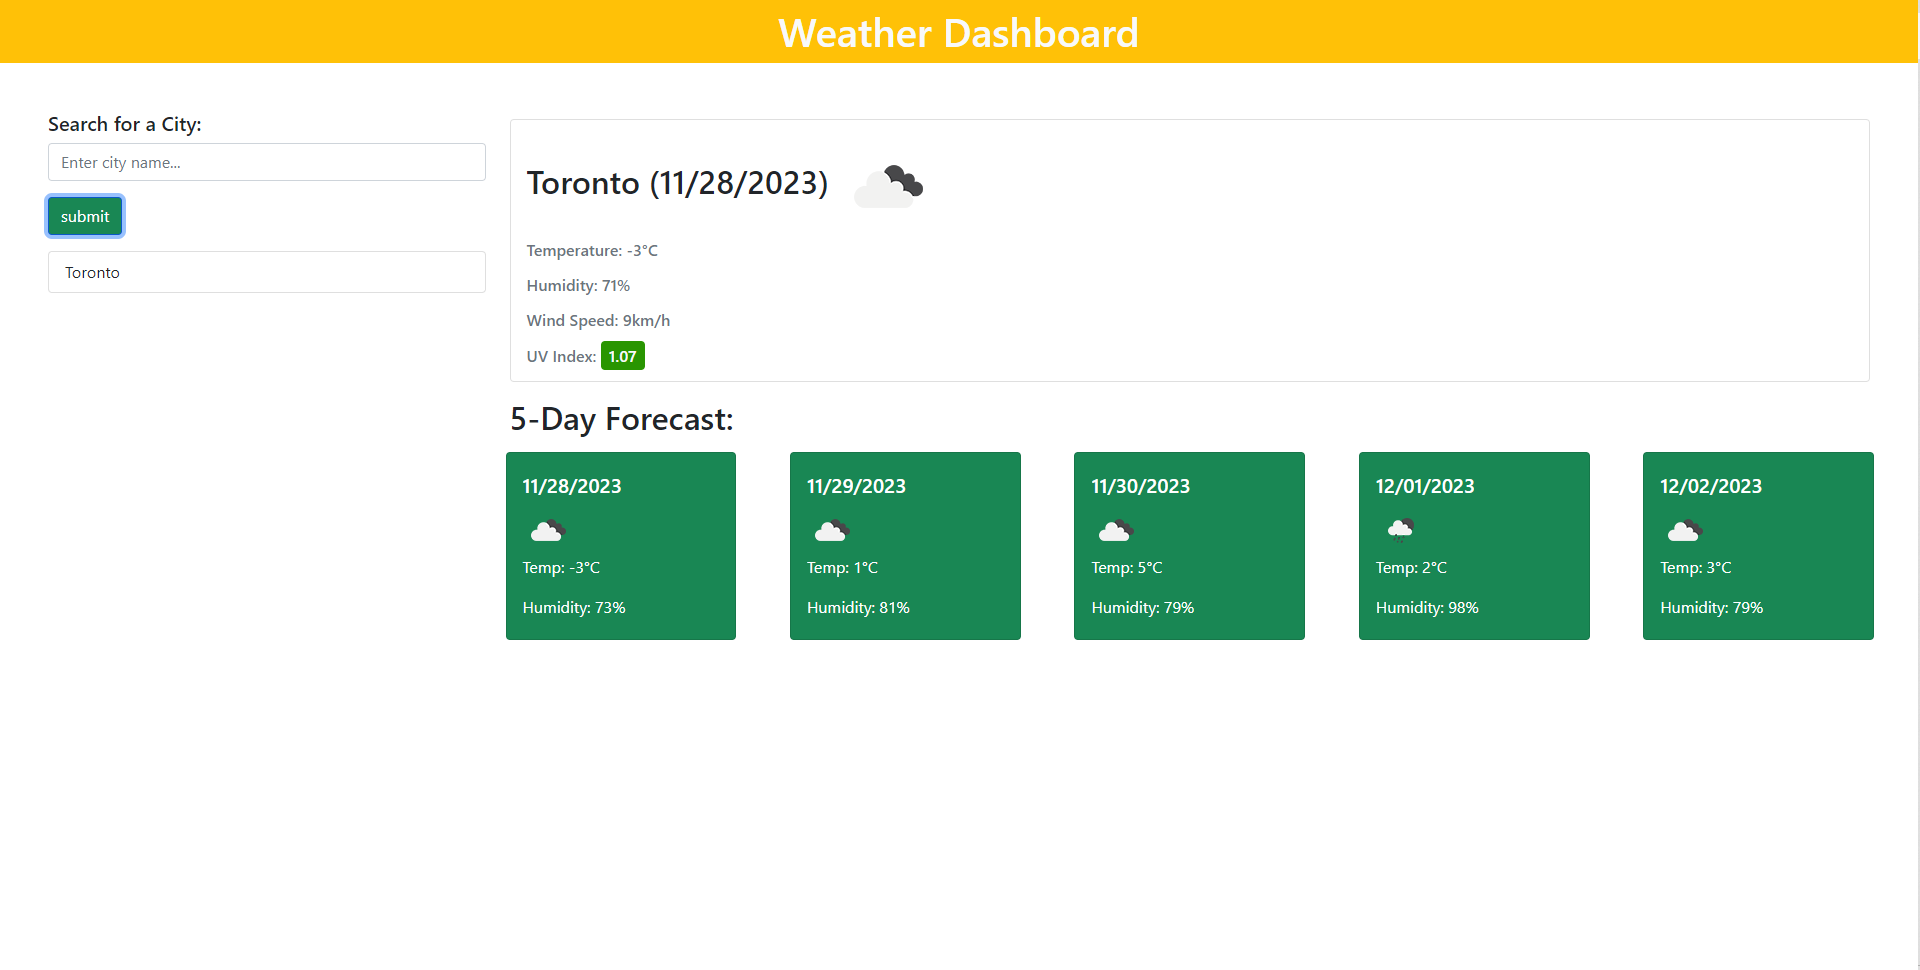 Weather Dashboard
Search for a City:
Enter city name...
submit
Toronto
Toronto (11/28/2023)
Temperature: -3°C
Humidity: 71%
Wind Speed: 9km/h
UV Index: 1.07
5-Day Forecast:
11/28/2023
Temp: -3°C
Humidity: 73%
11/29/2023
Temp: 1°C
Humidity: 81%
11/30/2023
Temp: 5°C
Humidity: 79%
12/01/2023
Temp: 2°C
Humidity: 98%
12/02/2023
Temp: 3°C
Humidity: 79%